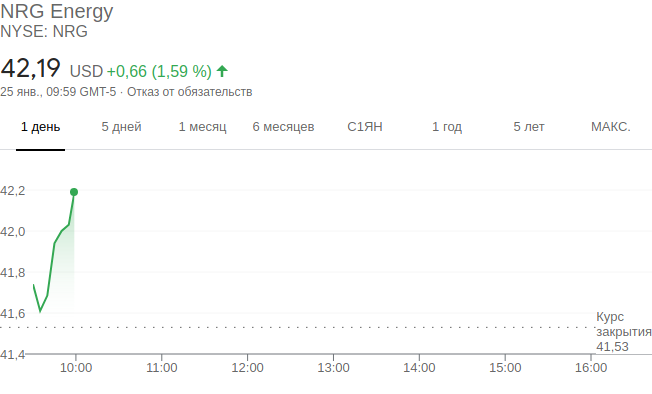 NRG Energy
NYSE: NRG
42,19 USD +0,66 (1,59 %)
25 янв., 09:59 GMT-5 · Отказ от обязательств
1 день 5 дней 1 месяц 6 месяцев С1ЯН 1 год 5 лет МАКС.
42,2
42,0
41,8
41,6
Курс
закрытия
41,53
41,4
10:00 11:00 12:00 13:00 14:00 15:00 16:00